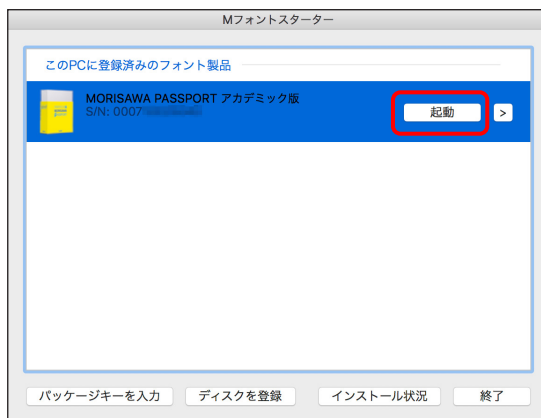 Mフォントスターター
このPCに登録済みのフォント製品
MORISAWA PASSPORT アカデミック版
S/N: 0007
起動
>
パッケージキーを入力
ディスクを登録
インストール状況
終了